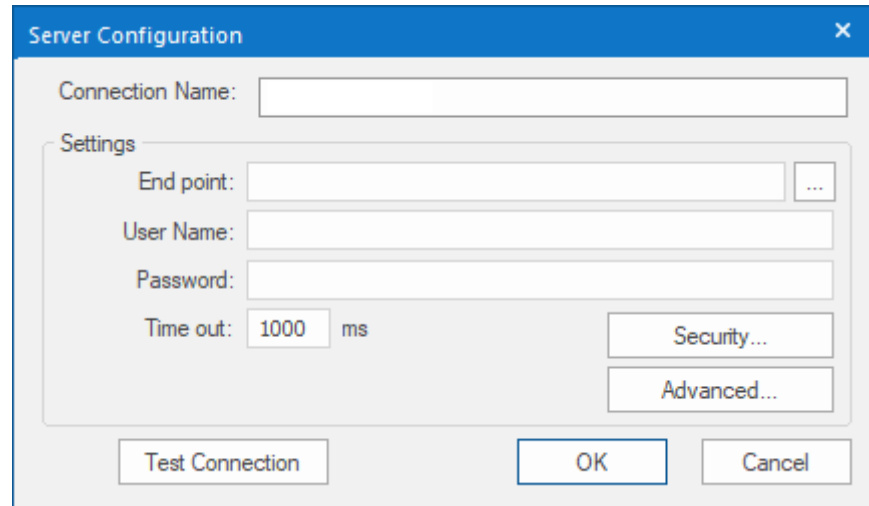 Server Configuration
Connection Name:
Settings
End point:
...
User Name:
Password:
Time out: 1000 ms
Security...
Advanced...
Test Connection OK Cancel